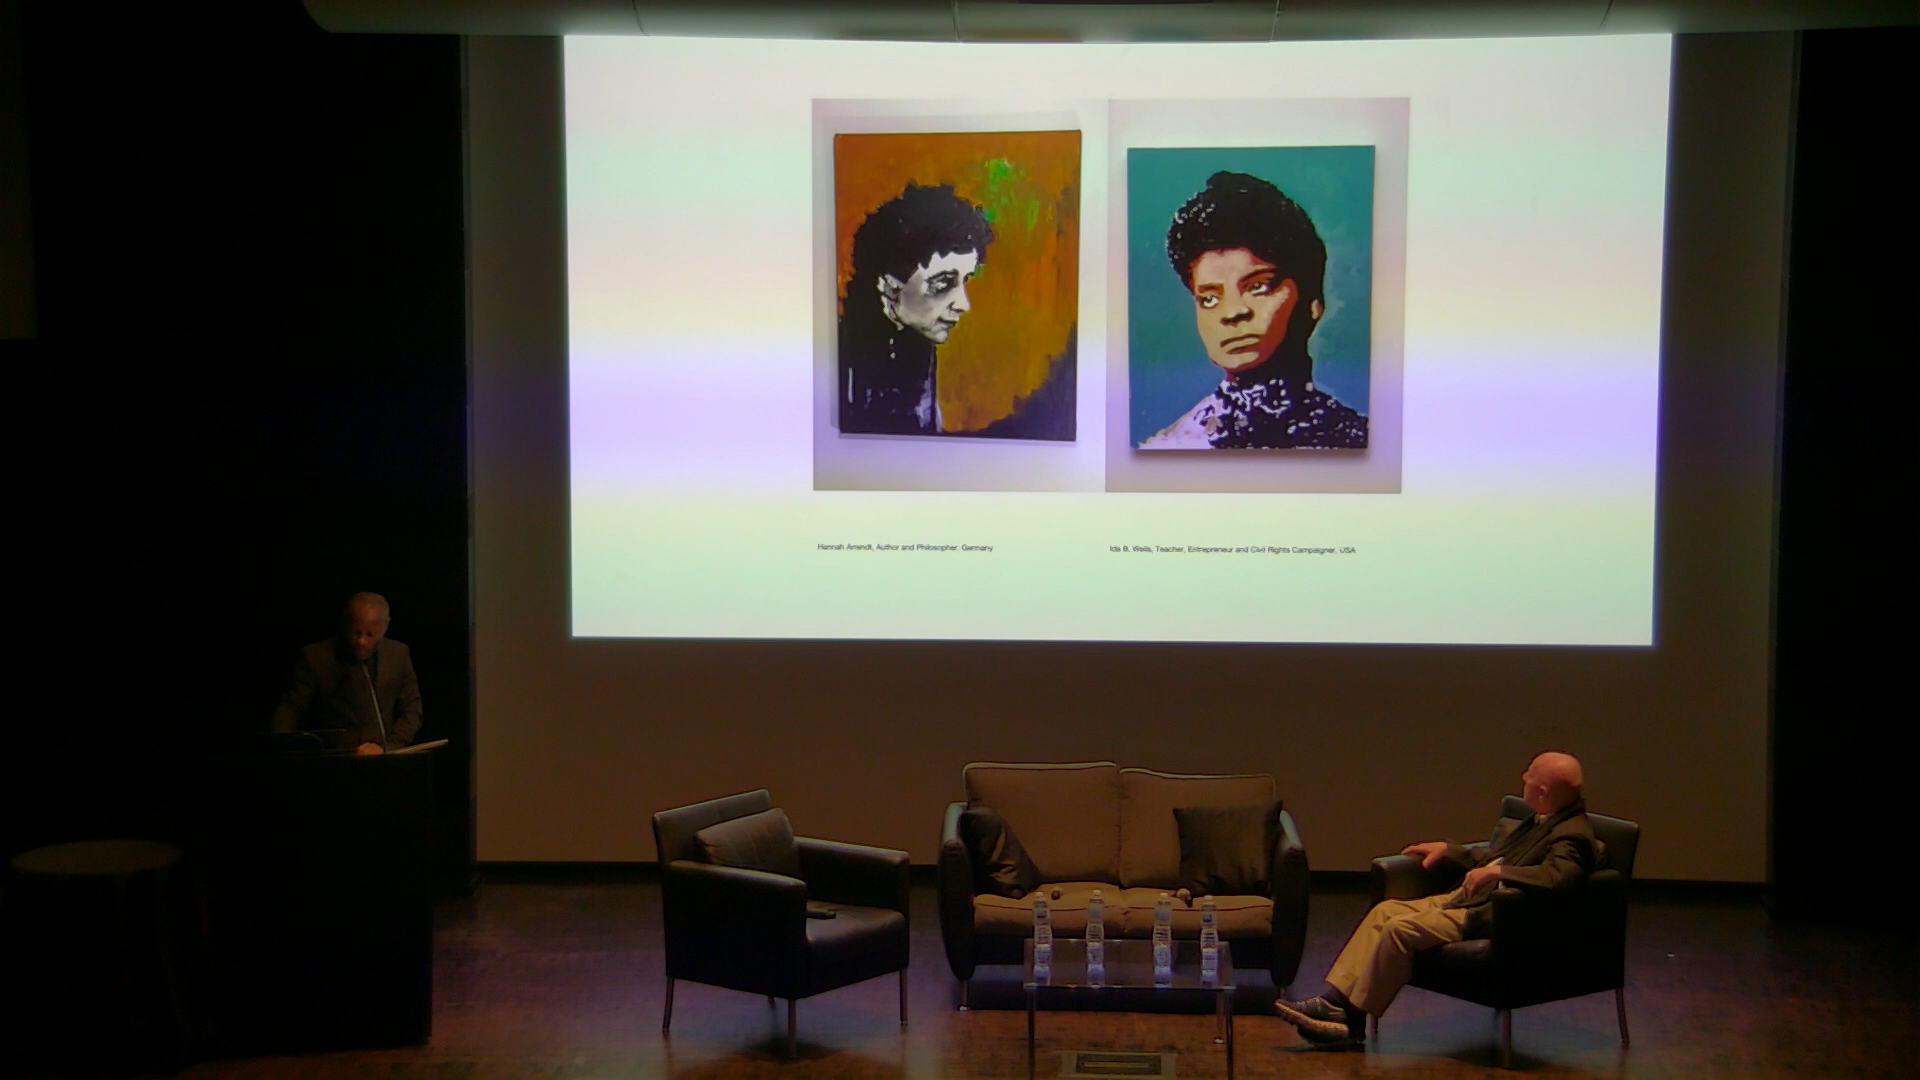 Hannah Arendt, Author and Philosopher, Germany
Ida B. Wells, Teacher, Entrepreneur and Civil Rights Campaigner, USA